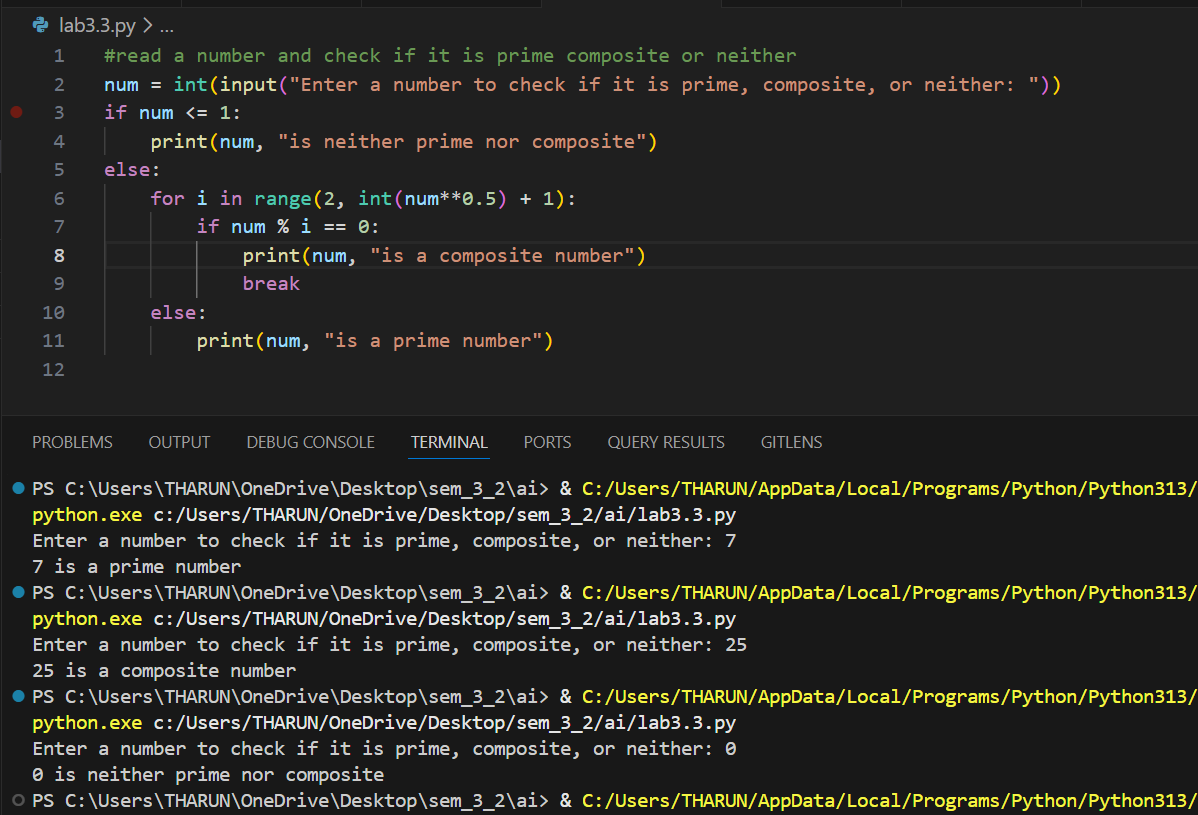 lab3.3.py > ...
1 #read a number and check if it is prime composite or neither
2 num = int(input("Enter a number to check if it is prime, composite, or neither: "))
3 if num <= 1:
4     print(num, "is neither prime nor composite")
5 else:
6     for i in range(2, int(num**0.5) + 1):
7         if num % i == 0:
8             print(num, "is a composite number")
9             break
10     else:
11         print(num, "is a prime number")
12
PROBLEMS OUTPUT DEBUG CONSOLE TERMINAL PORTS QUERY RESULTS GITLENS
PS C:\Users\THARUN\OneDrive\Desktop\sem_3_2\ai> & C:/Users/THARUN/AppData/Local/Programs/Python/Python313/
python.exe c:/Users/THARUN/OneDrive/Desktop/sem_3_2/ai/lab3.3.py
Enter a number to check if it is prime, composite, or neither: 7
7 is a prime number
PS C:\Users\THARUN\OneDrive\Desktop\sem_3_2\ai> & C:/Users/THARUN/AppData/Local/Programs/Python/Python313/
python.exe c:/Users/THARUN/OneDrive/Desktop/sem_3_2/ai/lab3.3.py
Enter a number to check if it is prime, composite, or neither: 25
25 is a composite number
PS C:\Users\THARUN\OneDrive\Desktop\sem_3_2\ai> & C:/Users/THARUN/AppData/Local/Programs/Python/Python313/
python.exe c:/Users/THARUN/OneDrive/Desktop/sem_3_2/ai/lab3.3.py
Enter a number to check if it is prime, composite, or neither: 0
0 is neither prime nor composite
PS C:\Users\THARUN\OneDrive\Desktop\sem_3_2\ai> & C:/Users/THARUN/AppData/Local/Programs/Python/Python313/